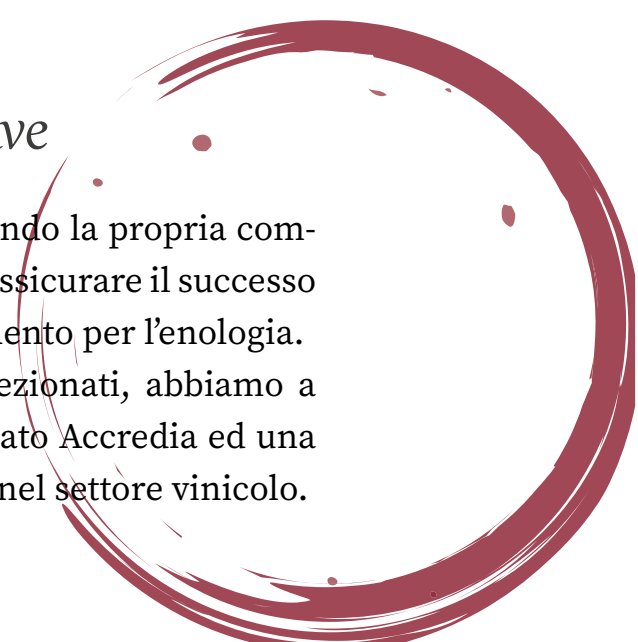 ve
ndo la propria com-
ssicurare il successo
ento per l’enologia.
ezionati, abbiamo a
ato Accredia ed una
nel settore vinicolo.